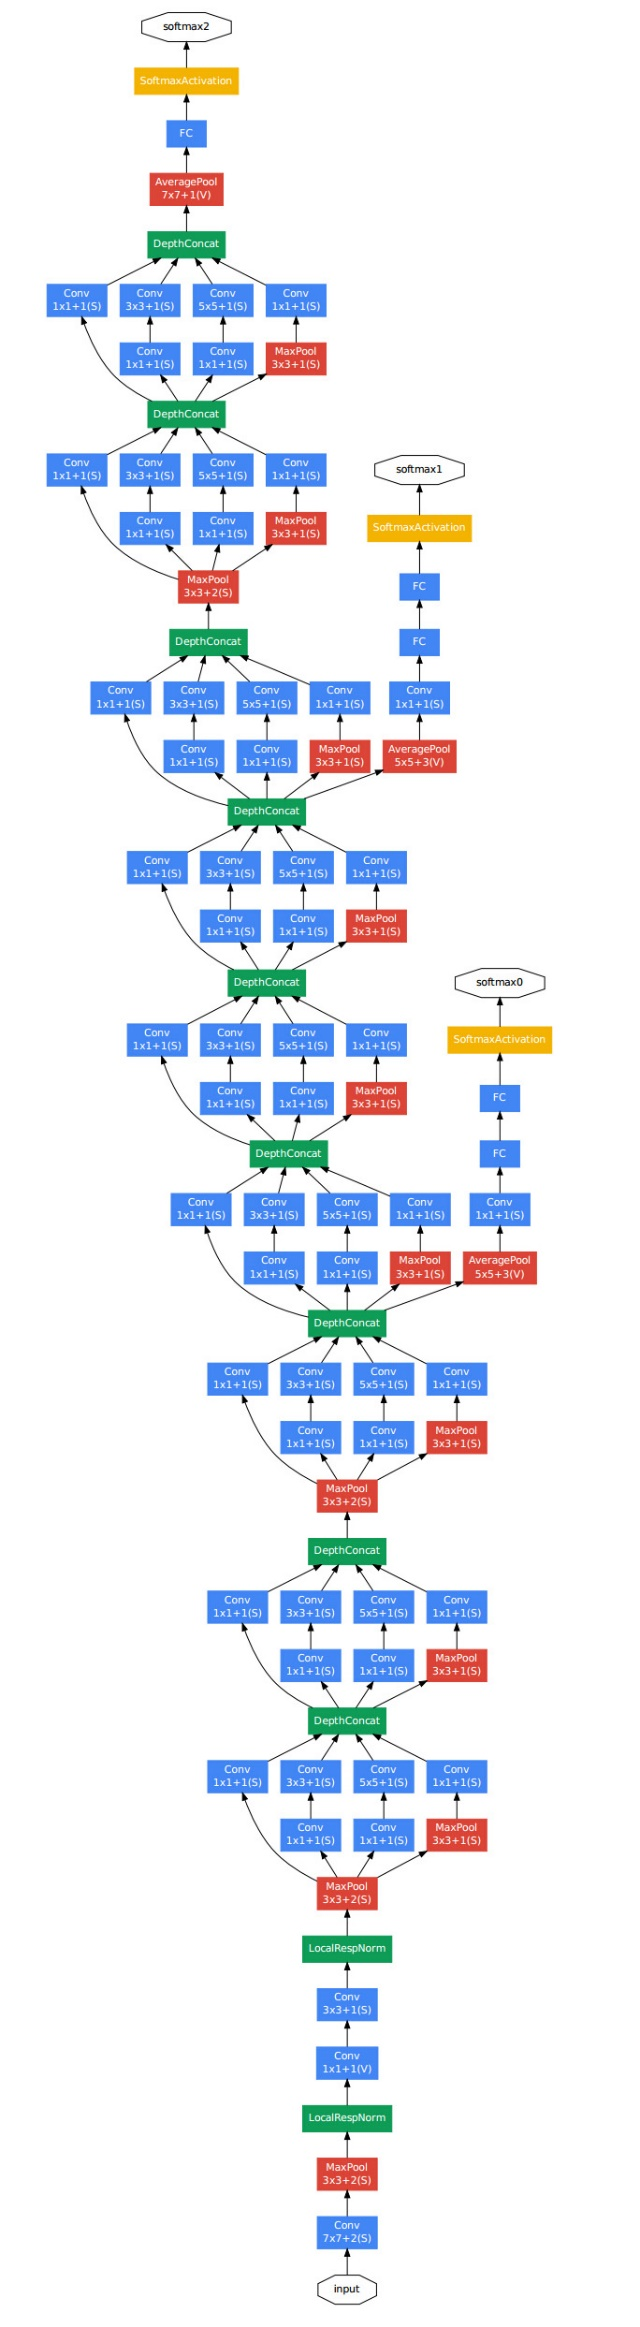 softmax2
SoftmaxActivation
FC
AveragePool
7x7+1(V)
DepthConcat
Conv Conv Conv Conv
1x1+1(S) 3x3+1(S) 5x5+1(S) 1x1+1(S)
Conv Conv MaxPool
1x1+1(S) 1x1+1(S) 3x3+1(S)
DepthConcat
Conv Conv Conv Conv
1x1+1(S) 3x3+1(S) 5x5+1(S) 1x1+1(S)
softmax1
Conv Conv MaxPool
1x1+1(S) 1x1+1(S) 3x3+1(S)
SoftmaxActivation
MaxPool
3x3+2(S)
FC
DepthConcat FC
Conv Conv Conv Conv Conv
1x1+1(S) 3x3+1(S) 5x5+1(S) 1x1+1(S) 1x1+1(S)
Conv Conv MaxPool AveragePool
1x1+1(S) 1x1+1(S) 3x3+1(S) 5x5+3(V)
DepthConcat
Conv Conv Conv Conv
1x1+1(S) 3x3+1(S) 5x5+1(S) 1x1+1(S)
Conv Conv MaxPool
1x1+1(S) 1x1+1(S) 3x3+1(S)
DepthConcat softmax0
Conv Conv Conv Conv
1x1+1(S) 3x3+1(S) 5x5+1(S) 1x1+1(S)
SoftmaxActivation
Conv Conv MaxPool
1x1+1(S) 1x1+1(S) 3x3+1(S)
FC
DepthConcat FC
Conv Conv Conv Conv Conv
1x1+1(S) 3x3+1(S) 5x5+1(S) 1x1+1(S) 1x1+1(S)
Conv Conv MaxPool AveragePool
1x1+1(S) 1x1+1(S) 3x3+1(S) 5x5+3(V)
DepthConcat
Conv Conv Conv Conv
1x1+1(S) 3x3+1(S) 5x5+1(S) 1x1+1(S)
Conv Conv MaxPool
1x1+1(S) 1x1+1(S) 3x3+1(S)
MaxPool
3x3+2(S)
DepthConcat
Conv Conv Conv Conv
1x1+1(S) 3x3+1(S) 5x5+1(S) 1x1+1(S)
Conv Conv MaxPool
1x1+1(S) 1x1+1(S) 3x3+1(S)
DepthConcat
Conv Conv Conv Conv
1x1+1(S) 3x3+1(S) 5x5+1(S) 1x1+1(S)
Conv Conv MaxPool
1x1+1(S) 1x1+1(S) 3x3+1(S)
MaxPool
3x3+2(S)
LocalRespNorm
Conv
3x3+1(S)
Conv
1x1+1(V)
LocalRespNorm
MaxPool
3x3+2(S)
Conv
7x7+2(S)
input